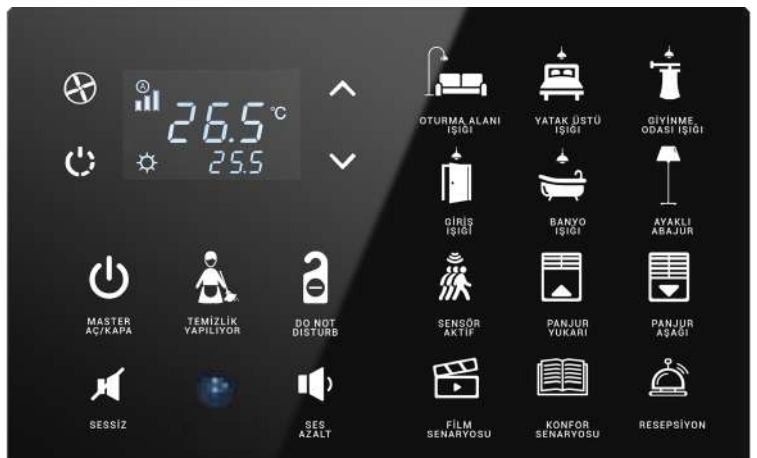 A
26.5 °C
25.5
OTURMA ALANI
IŞIĞI
YATAK ÜSTÜ
IŞIĞI
GİYİNME
ODASI IŞIĞI
GİRİŞ
IŞIĞI
BANYO
IŞIĞI
AYAKLI
ABAJUR
MASTER
AÇ/KAPA
TEMİZLİK
YAPILIYOR
DO NOT
DISTURB
SENSÖR
AKTİF
PANJUR
YUKARI
PANJUR
AŞAĞI
SESSİZ
SES
AZALT
FİLM
SENARYOSU
KONFOR
SENARYOSU
RESEPSİYON